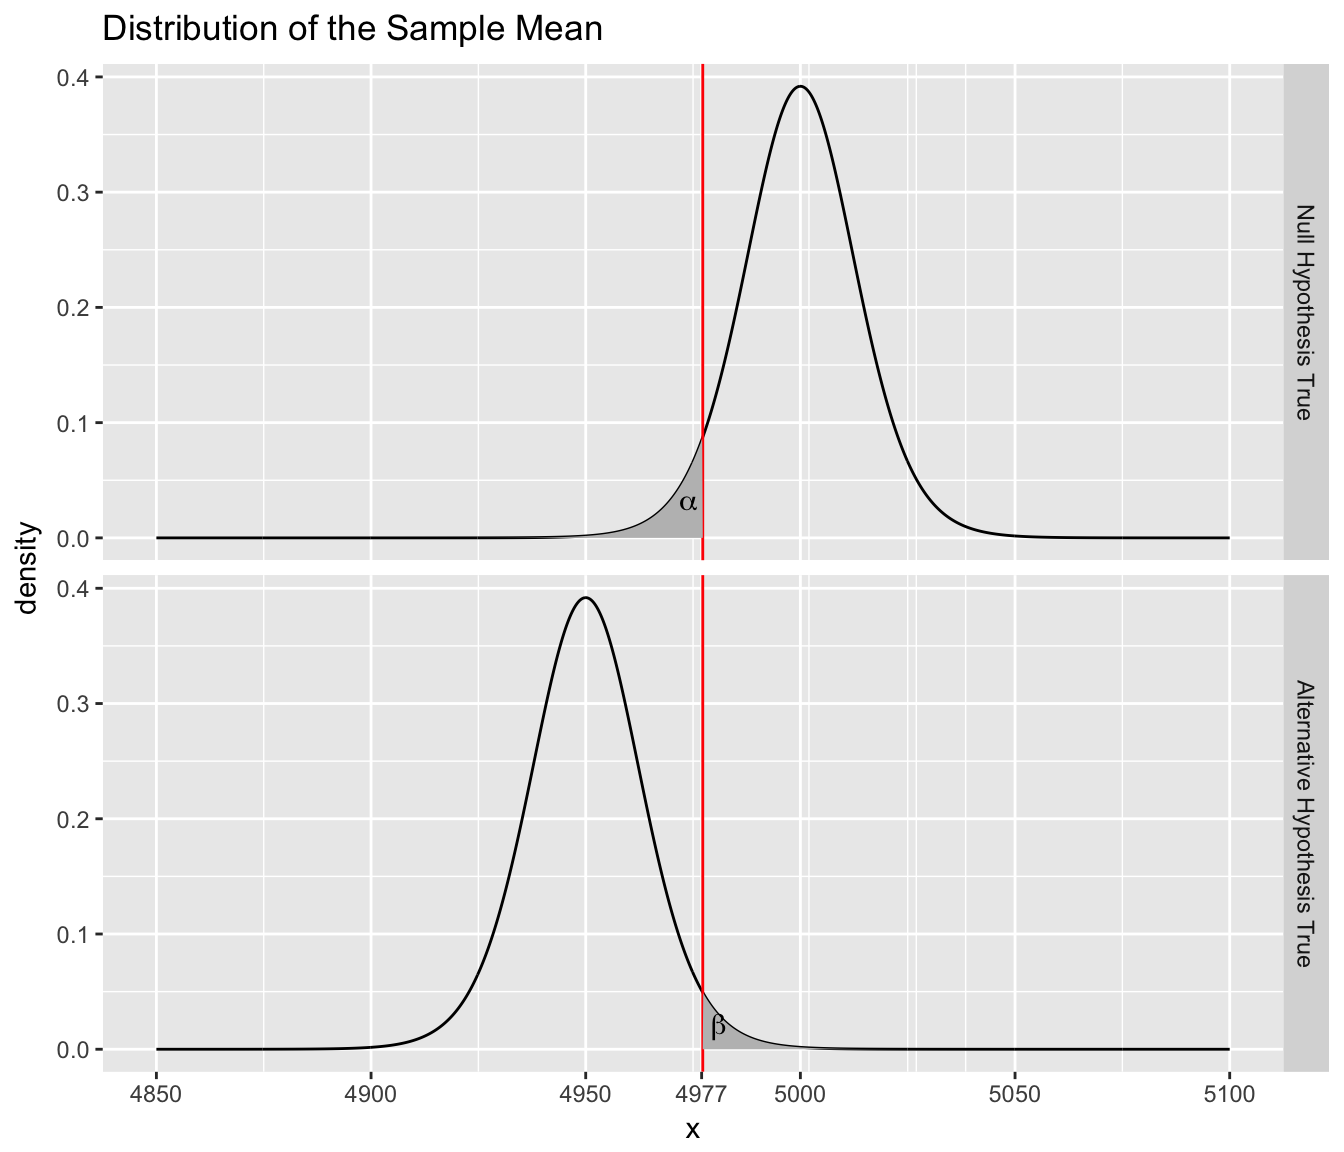 Distribution of the Sample Mean
0.4
0.3
0.2
0.1
0.0
α
Null Hypothesis True
density
0.4
0.3
0.2
0.1
0.0
β
Alternative Hypothesis True
4850 4900 4950 4977 5000 5050 5100
x